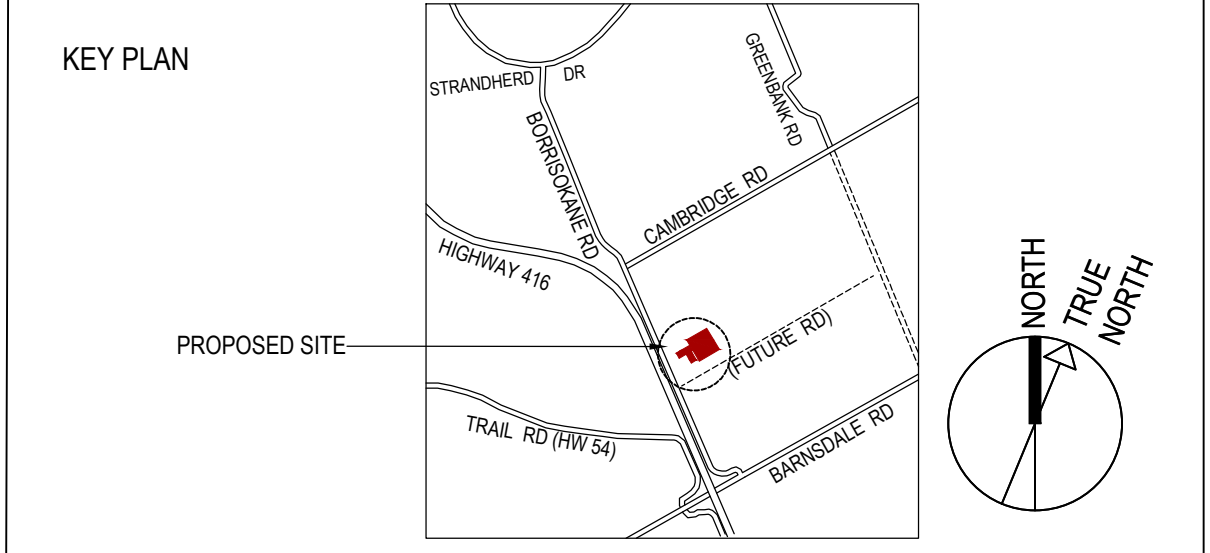 KEY PLAN
STRANDHERD DR
GREENBANK RD
BORRISOKANE RD
CAMBRIDGE RD
HIGHWAY 416
PROPOSED SITE
(FUTURE RD)
TRAIL RD (HW 54)
BARNSDALE RD
NORTH
TRUE
NORTH